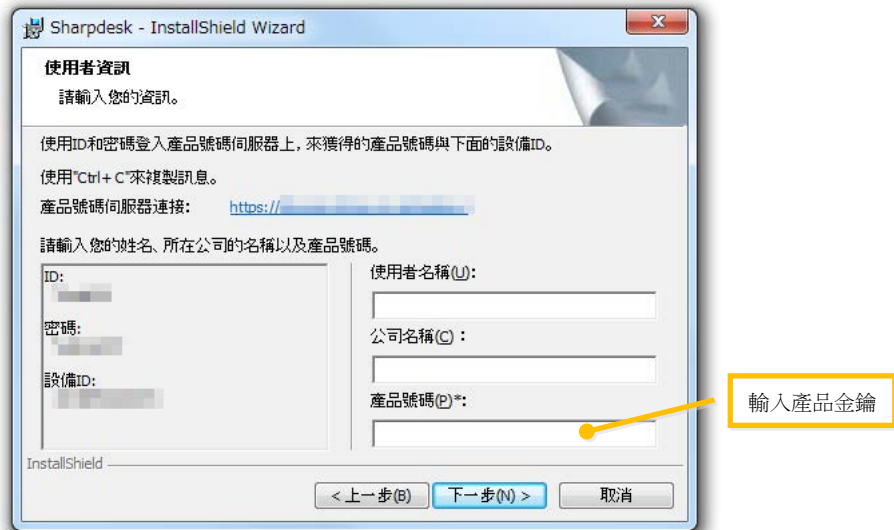 Sharpdesk - InstallShield Wizard
使用者資訊
請輸入您的資訊。
使用ID和密碼登入產品號碼伺服器上, 來獲得的產品號碼與下面的設備ID。
使用"Ctrl+C"來複製訊息。
產品號碼伺服器連接: https://
請輸入您的姓名、所在公司的名稱以及產品號碼。
ID:
密碼:
設備ID:
使用者名稱(U):
公司名稱(C)：
產品號碼(P)*:
輸入產品金鑰
InstallShield
< 上一步(B)
下一步(N) >
取消